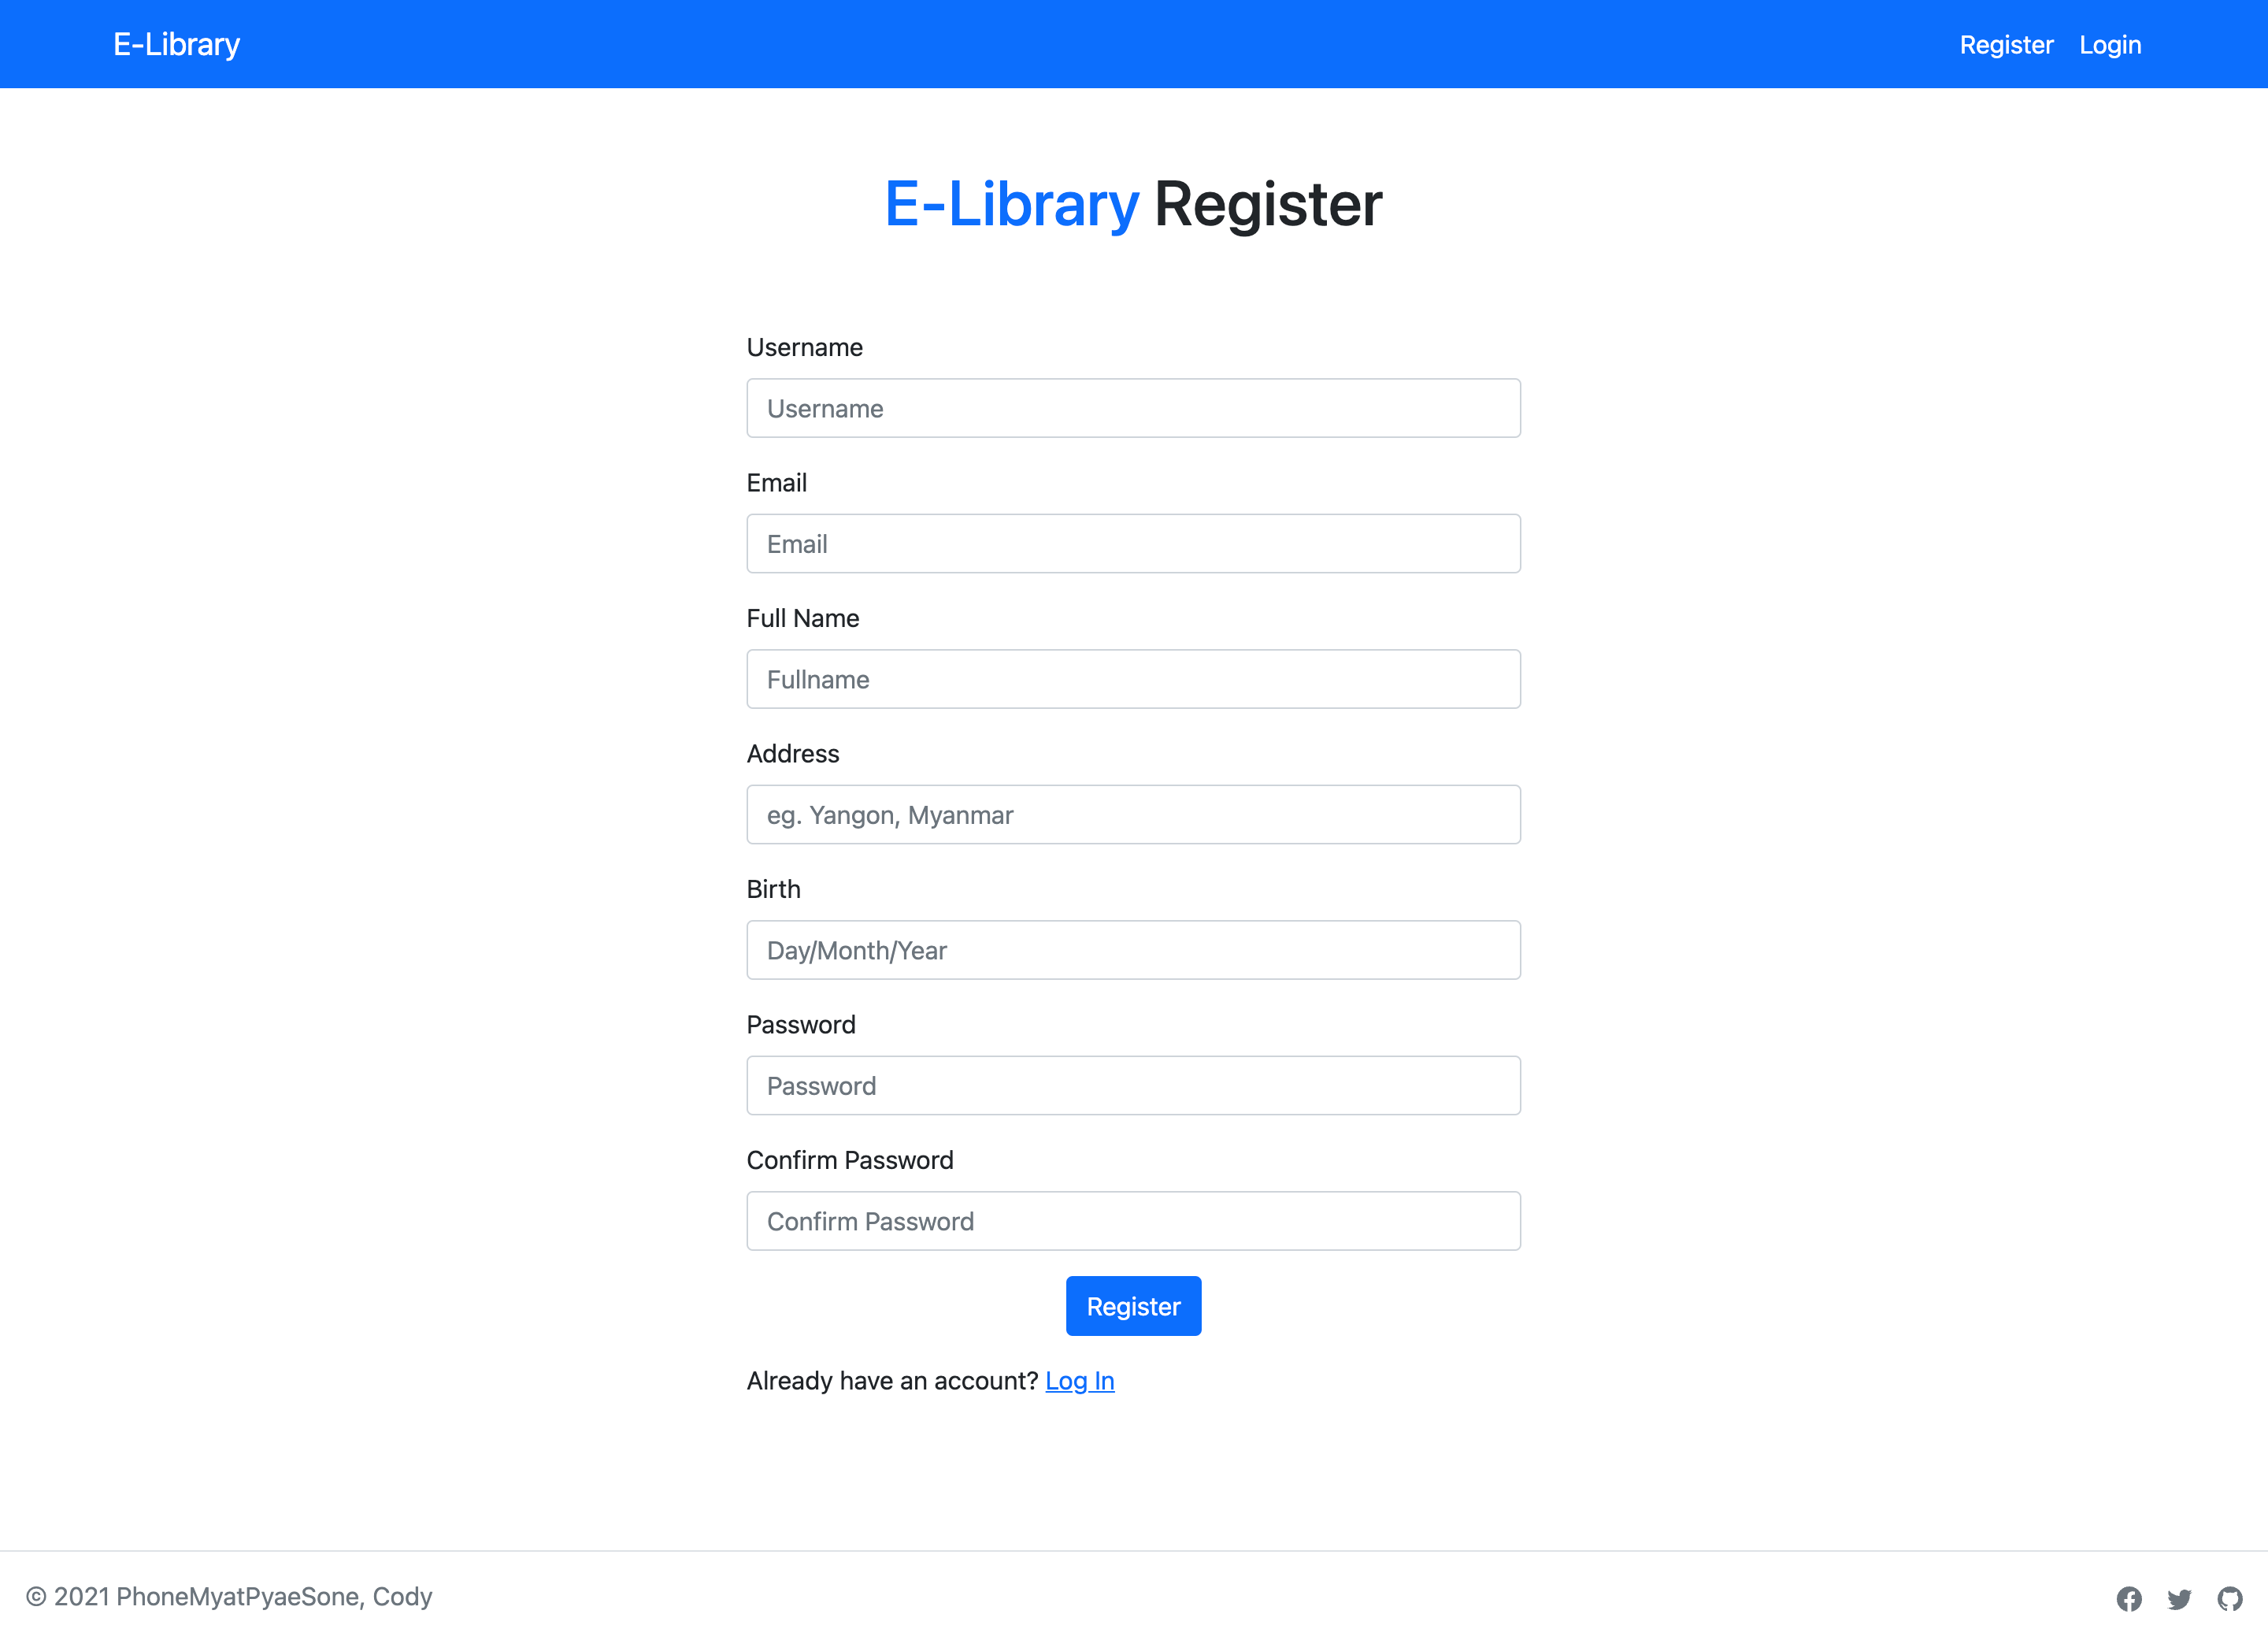 E-Library Register Login
E-Library Register
Username
Username
Email
Email
Full Name
Fullname
Address
eg. Yangon, Myanmar
Birth
Day/Month/Year
Password
Password
Confirm Password
Confirm Password
Register
Already have an account? Log In
© 2021 PhoneMyatPyaeSone, Cody